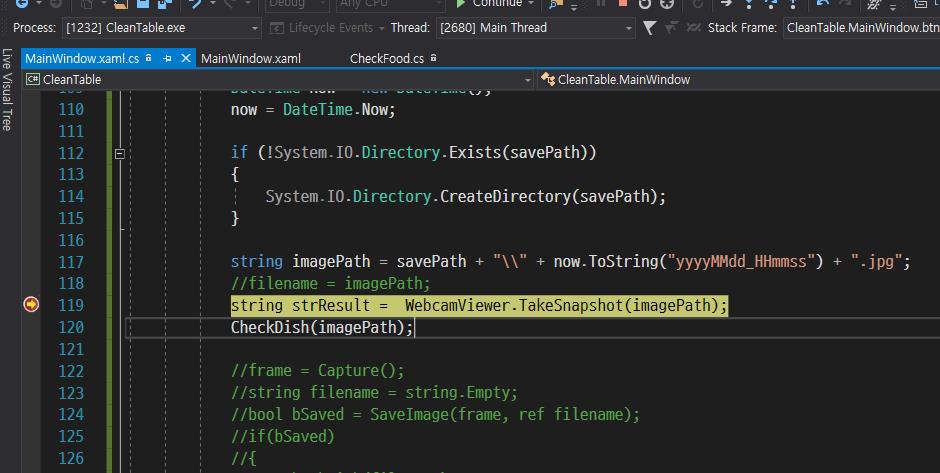 Debug Any CPU Continue
Process: [1232] CleanTable.exe Lifecycle Events Thread: [2680] Main Thread Stack Frame: CleanTable.MainWindow.btn
Live Visual Tree
MainWindow.xaml.cs MainWindow.xaml CheckFood.cs
C# CleanTable CleanTable.MainWindow
110 now = DateTime.Now;
111
112 if (!System.IO.Directory.Exists(savePath))
113 {
114 System.IO.Directory.CreateDirectory(savePath);
115 }
116
117 string imagePath = savePath + "\\" + now.ToString("yyyyMMdd_HHmmss") + ".jpg";
118 //filename = imagePath;
119 string strResult =  WebcamViewer.TakeSnapshot(imagePath);
120 CheckDish(imagePath);
121
122 //frame = Capture();
123 //string filename = string.Empty;
124 //bool bSaved = SaveImage(frame, ref filename);
125 //if(bSaved)
126 //{